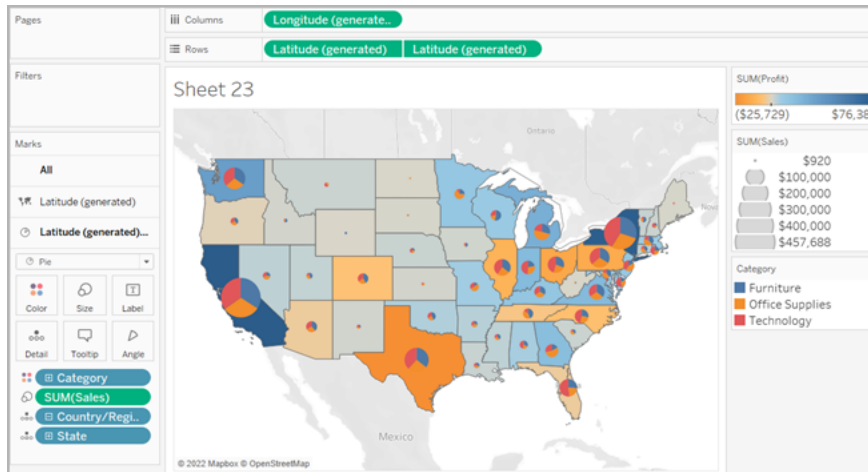 Pages
Columns
Longitude (generate..
Rows
Latitude (generated)
Latitude (generated)
Filters
Sheet 23
Marks
All
Latitude (generated)
Latitude (generated)...
Pie
Color
Size
Label
Detail
Tooltip
Angle
Category
SUM(Sales)
Country/Regi..
State
Ontario
Mexico
© 2022 Mapbox © OpenStreetMap
SUM(Profit)
($25,729)
$76,38
SUM(Sales)
$920
$100,000
$200,000
$300,000
$400,000
$457,688
Category
Furniture
Office Supplies
Technology